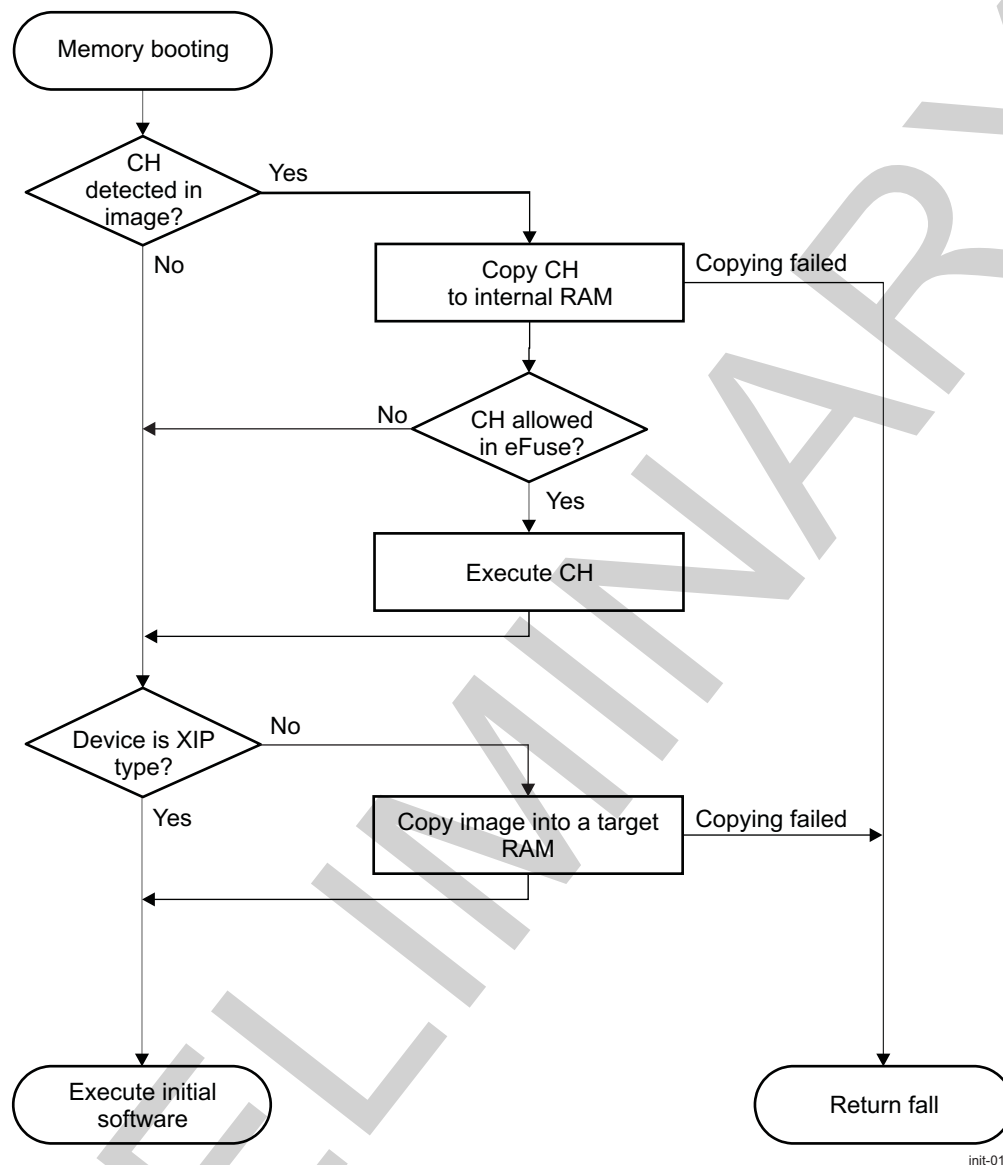 Memory booting
CH
detected in
image?
Yes
No
Copy CH
to internal RAM
Copying failed
CH allowed
in eFuse?
No
Yes
Execute CH
Device is XIP
type?
No
Yes
Copy image into a target
RAM
Copying failed
Execute initial
software
Return fall
init-01
ELIMINARY